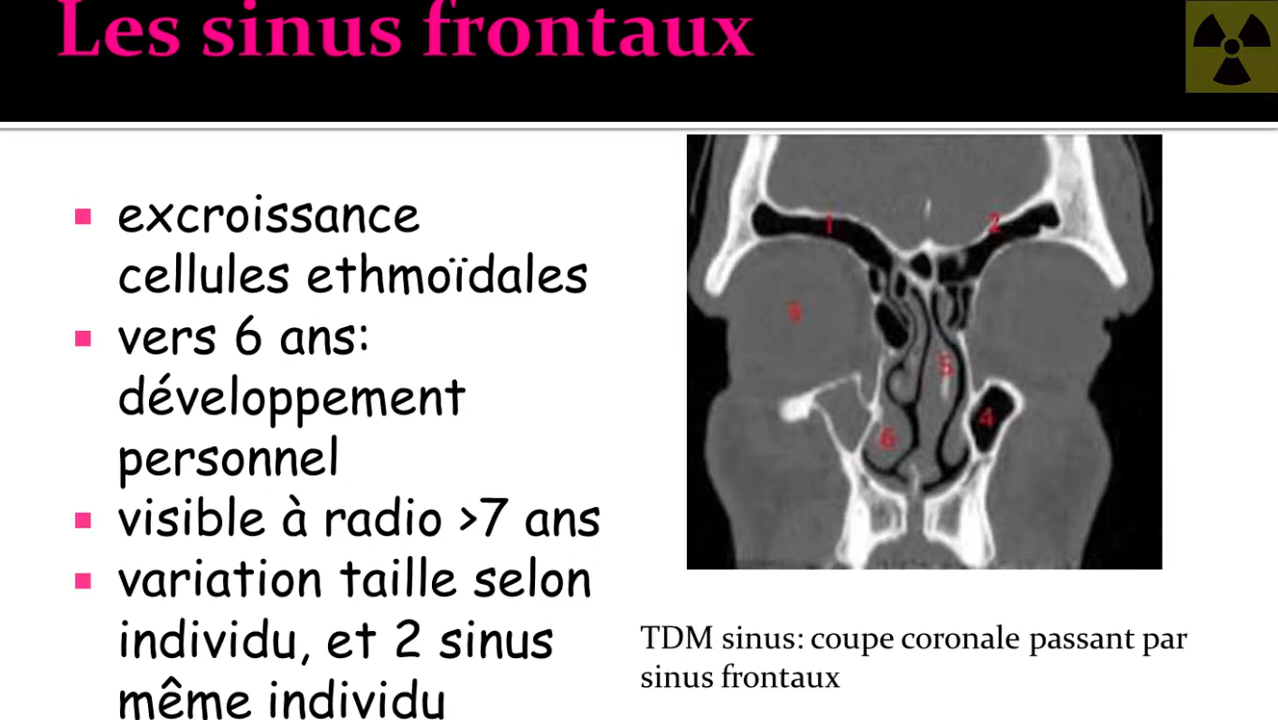 Les sinus frontaux
excroissance
cellules ethmoïdales
vers 6 ans:
développement
personnel
visible à radio >7 ans
variation taille selon
individu, et 2 sinus
même individu
1
2
3
5
4
6
TDM sinus: coupe coronale passant par
sinus frontaux